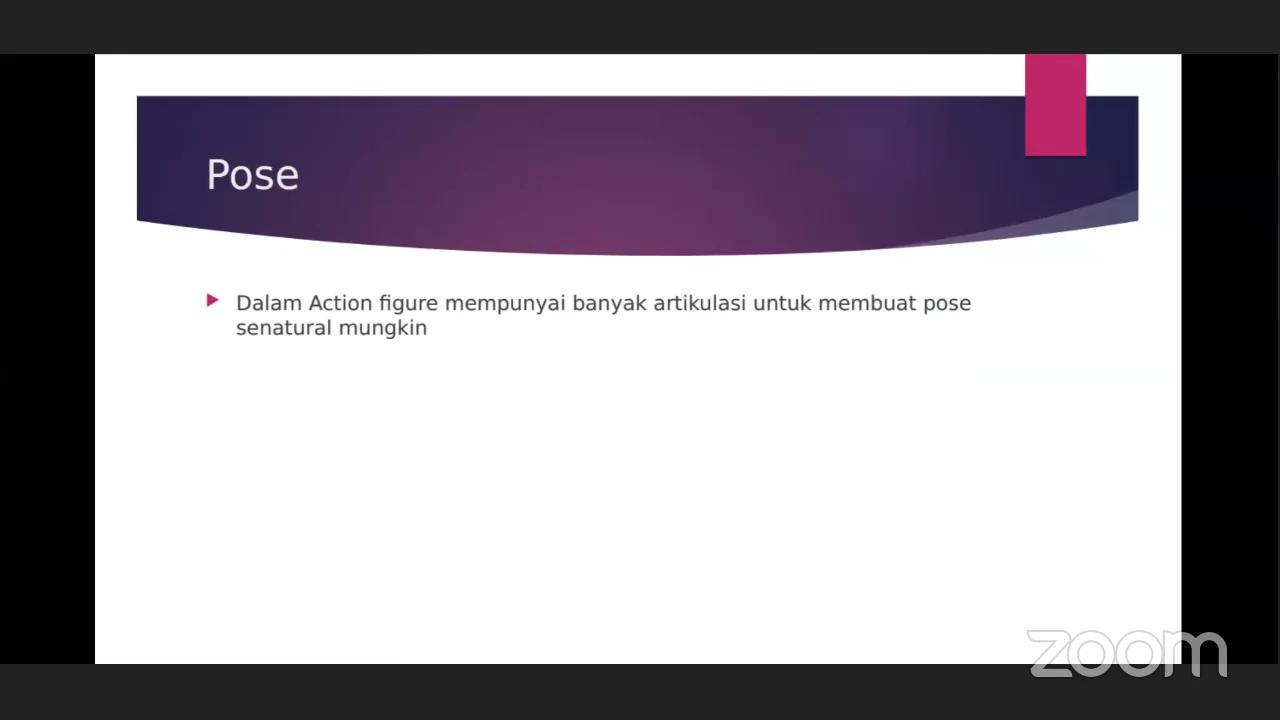 Pose
Dalam Action figure mempunyai banyak artikulasi untuk membuat pose
senatural mungkin
zoom